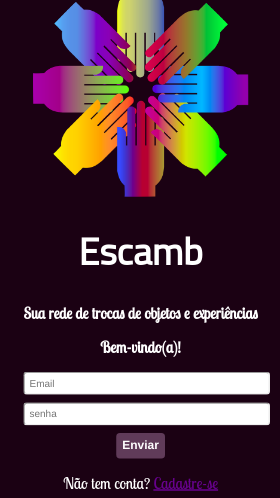 Escamb
Sua rede de trocas de objetos e experiências
Bem-vindo(a)!
Email
senha
Enviar
Não tem conta? Cadastre-se